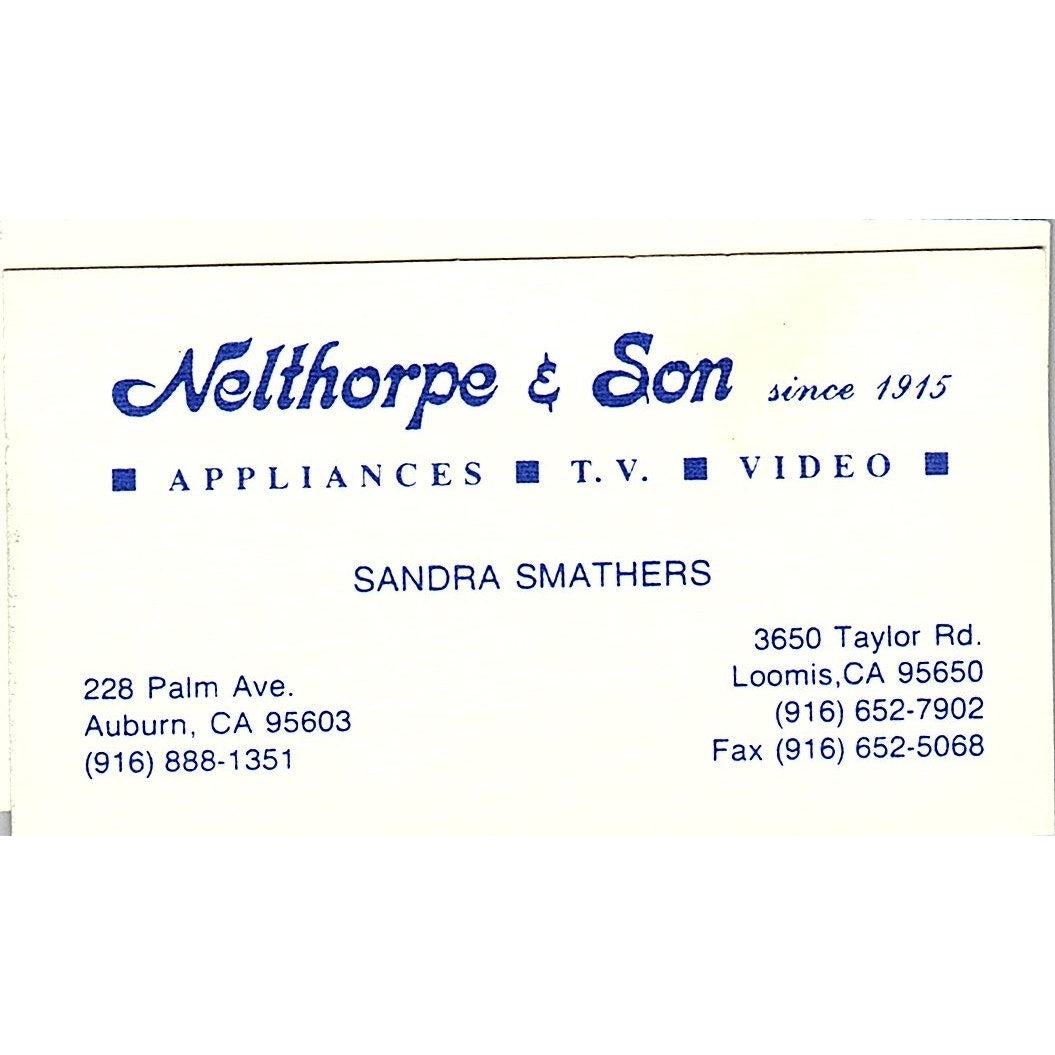 Nelthorpe & Son since 1915
■ APPLIANCES ■ T.V. ■ VIDEO ■
SANDRA SMATHERS
228 Palm Ave.
Auburn, CA 95603
(916) 888-1351
3650 Taylor Rd.
Loomis,CA 95650
(916) 652-7902
Fax (916) 652-5068